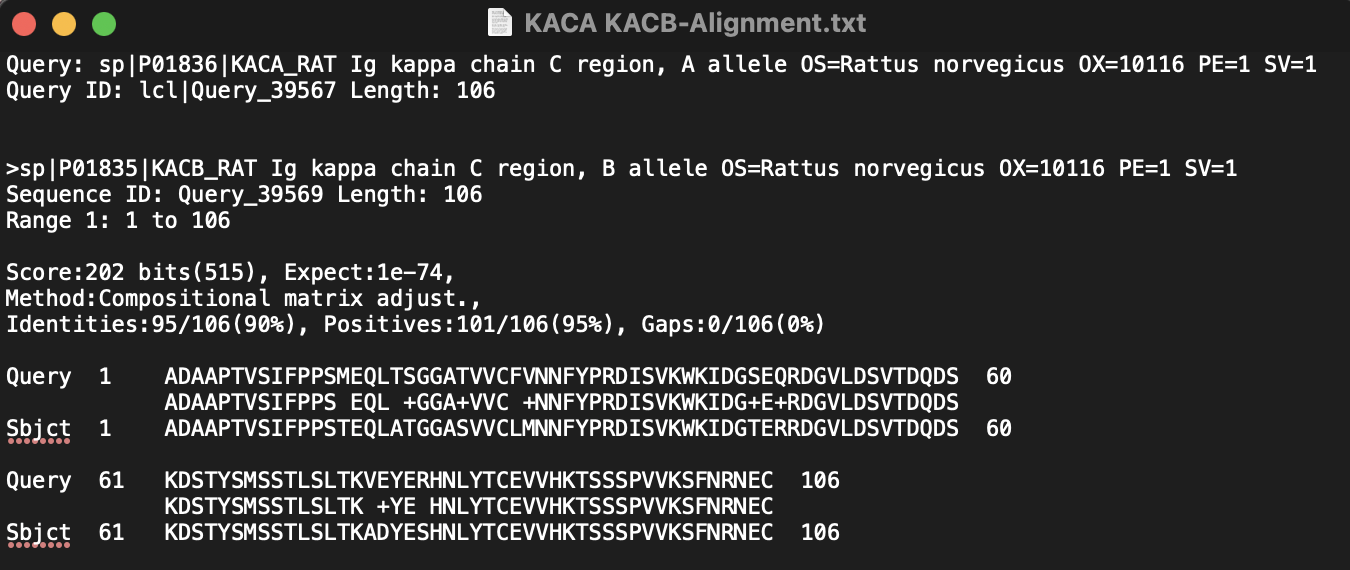 KACA KACB-Alignment.txt
Query: sp|P01836|KACA_RAT Ig kappa chain C region, A allele OS=Rattus norvegicus OX=10116 PE=1 SV=1
Query ID: lcl|Query_39567 Length: 106
>sp|P01835|KACB_RAT Ig kappa chain C region, B allele OS=Rattus norvegicus OX=10116 PE=1 SV=1
Sequence ID: Query_39569 Length: 106
Range 1: 1 to 106
Score:202 bits(515), Expect:1e-74,
Method:Compositional matrix adjust.,
Identities:95/106(90%), Positives:101/106(95%), Gaps:0/106(0%)
Query  1    ADAAPTVSIFPPSMEQLTSGGATVVCFVNNFYPRDISVKWKIDGSEQRDGVLDSVTDQDS  60
            ADAAPTVSIFPPS EQL +GGA+VVC +NNFYPRDISVKWKIDG+E+RDGVLDSVTDQDS
Sbjct  1    ADAAPTVSIFPPSTEQLATGGASVVCLMNNFYPRDISVKWKIDGTERRDGVLDSVTDQDS  60
Query  61   KDSTYSMSSTLSLTKVEYERHNLYTCEVVHKTSSSPVVKSFNRNEC  106
            KDSTYSMSSTLSLTK +YE HNLYTCEVVHKTSSSPVVKSFNRNEC
Sbjct  61   KDSTYSMSSTLSLTKADYESHNLYTCEVVHKTSSSPVVKSFNRNEC  106